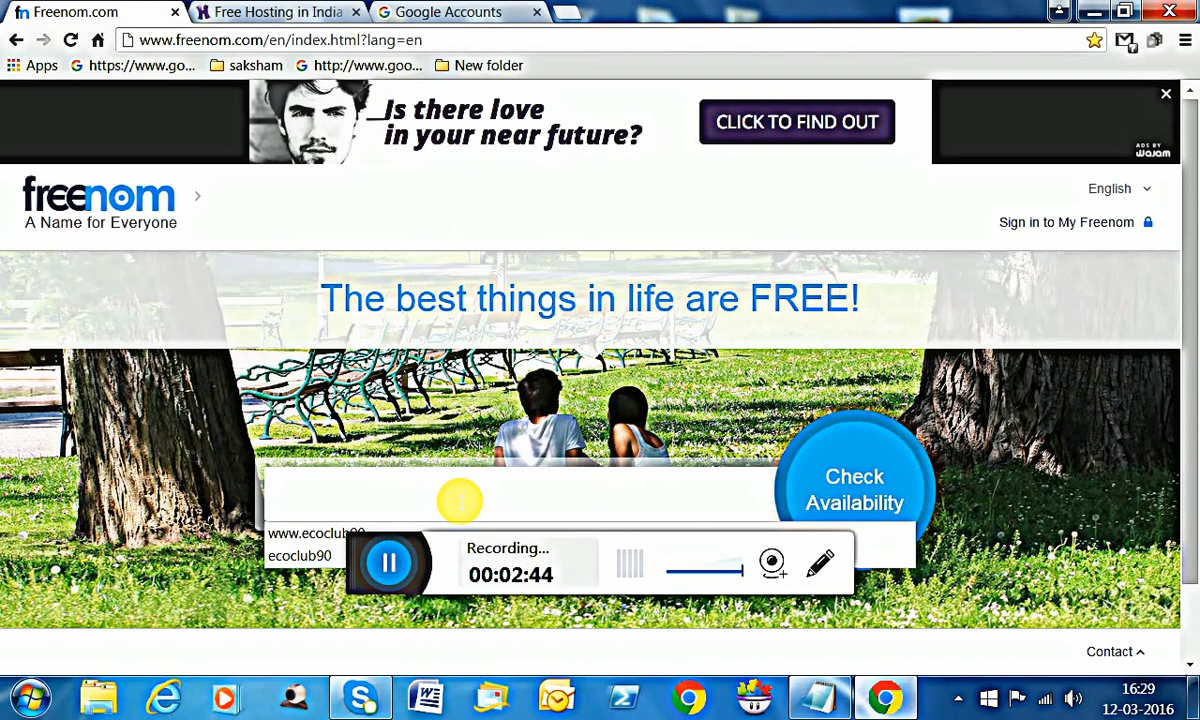 Freenom.com
Free Hosting in India
Google Accounts
www.freenom.com/en/index.html?lang=en
Apps
https://www.go...
saksham
http://www.goo...
New folder
Is there love
in your near future?
CLICK TO FIND OUT
ADS BY
wajam
freenom
A Name for Everyone
English
Sign in to My Freenom
The best things in life are FREE!
Check
Availability
www.ecoclub90
ecoclub90
Recording...
00:02:44
Contact
16:29
12-03-2016